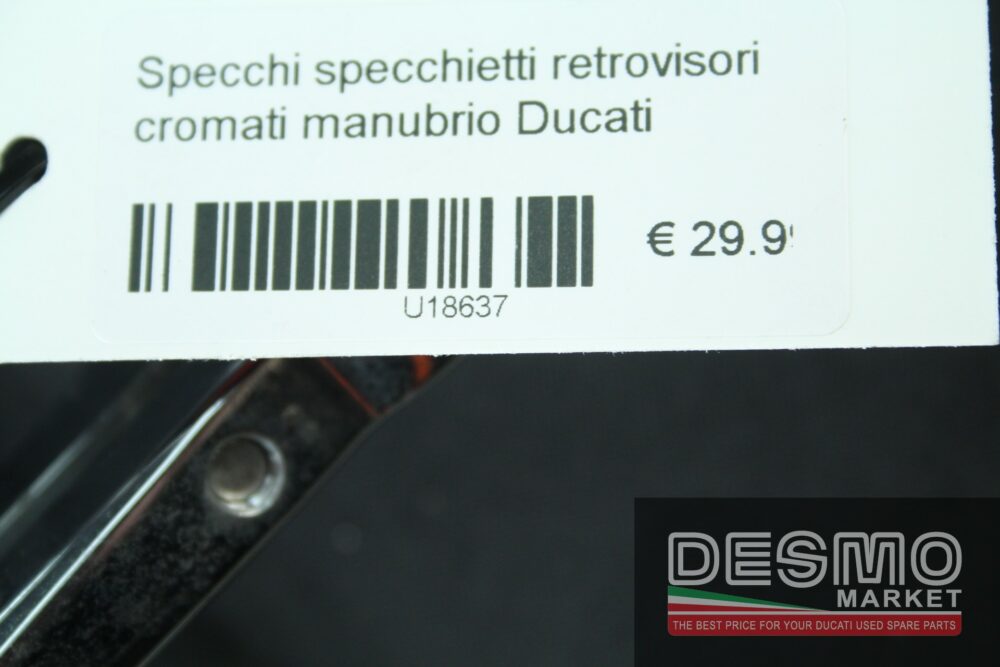 Specchi specchietti retrovisori
cromati manubrio Ducati
€ 29.9
U18637
DESMO
MARKET
THE BEST PRICE FOR YOUR DUCATI USED SPARE PARTS